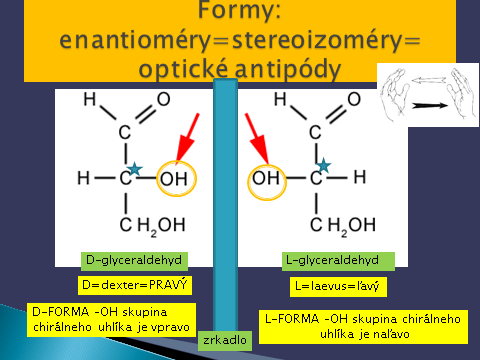 Formy:
enantioméry=stereoizoméry=
optické antipódy
H O
C
H C OH
C H₂OH
H O
C
OH C H
C H₂OH
D-glyceraldehyd
D=dexter=PRAVÝ
D-FORMA -OH skupina
chirálneho uhlíka je vpravo
L-glyceraldehyd
L=laevus=ľavý
L-FORMA -OH skupina chirálneho
uhlíka je naľavo
zrkadlo